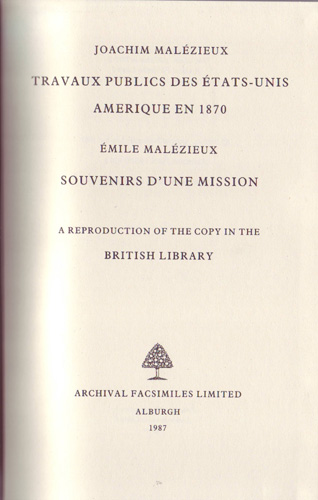 JOACHIM MALÉZIEUX
TRAVAUX PUBLICS DES ÉTATS-UNIS
AMERIQUE EN 1870
ÉMILE MALÉZIEUX
SOUVENIRS D'UNE MISSION
A REPRODUCTION OF THE COPY IN THE
BRITISH LIBRARY
ARCHIVAL FACSIMILES LIMITED
ALBURGH
1987